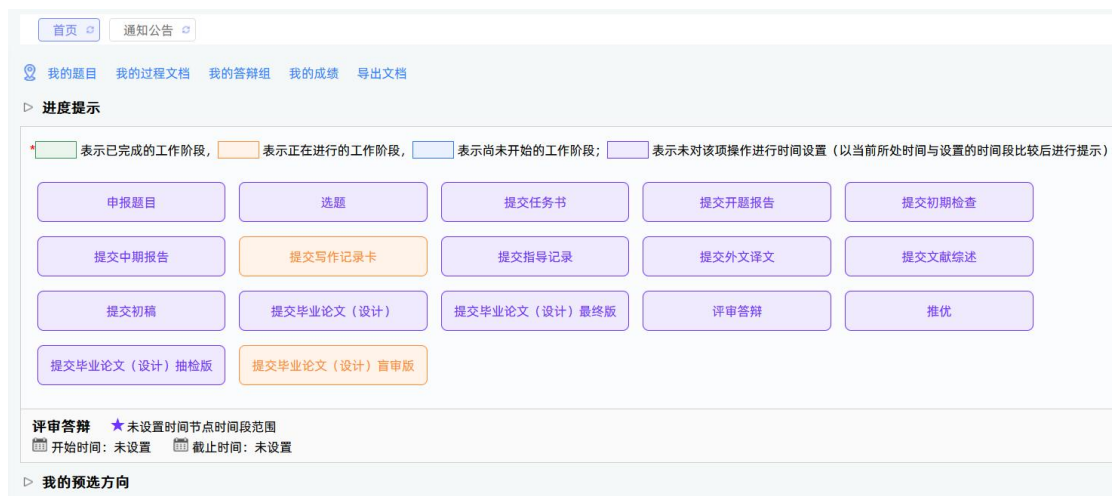 首页 通知公告
我的题目 我的过程文档 我的答辩组 我的成绩 导出文档
进度提示
* 表示已完成的工作阶段, 表示正在进行的工作阶段, 表示尚未开始的工作阶段; 表示未对该项操作进行时间设置（以当前所处时间与设置的时间段比较后进行提示）
申报题目 选题 提交任务书 提交开题报告 提交初期检查
提交中期报告 提交写作记录卡 提交指导记录 提交外文译文 提交文献综述
提交初稿 提交毕业论文（设计） 提交毕业论文（设计）最终版 评审答辩 推优
提交毕业论文（设计）抽检版 提交毕业论文（设计）盲审版
评审答辩 ★未设置时间节点时间段范围
开始时间：未设置 截止时间：未设置
我的预选方向